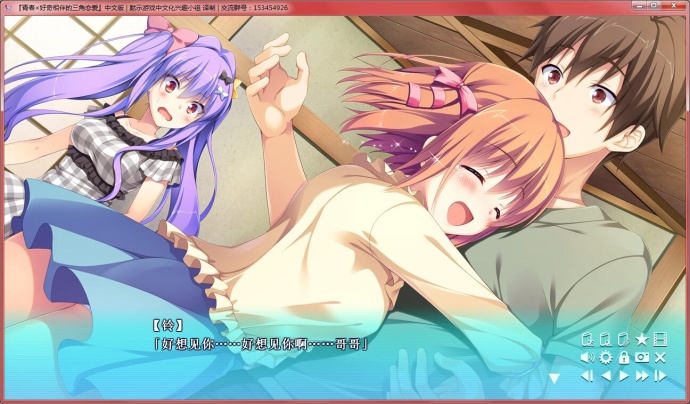 『青春×好奇相伴的三角恋爱』中文版 | 默示游戏中文化兴趣小组 译制 | 交流群号：153454926
【铃】
「好想见你……好想见你啊……哥哥」